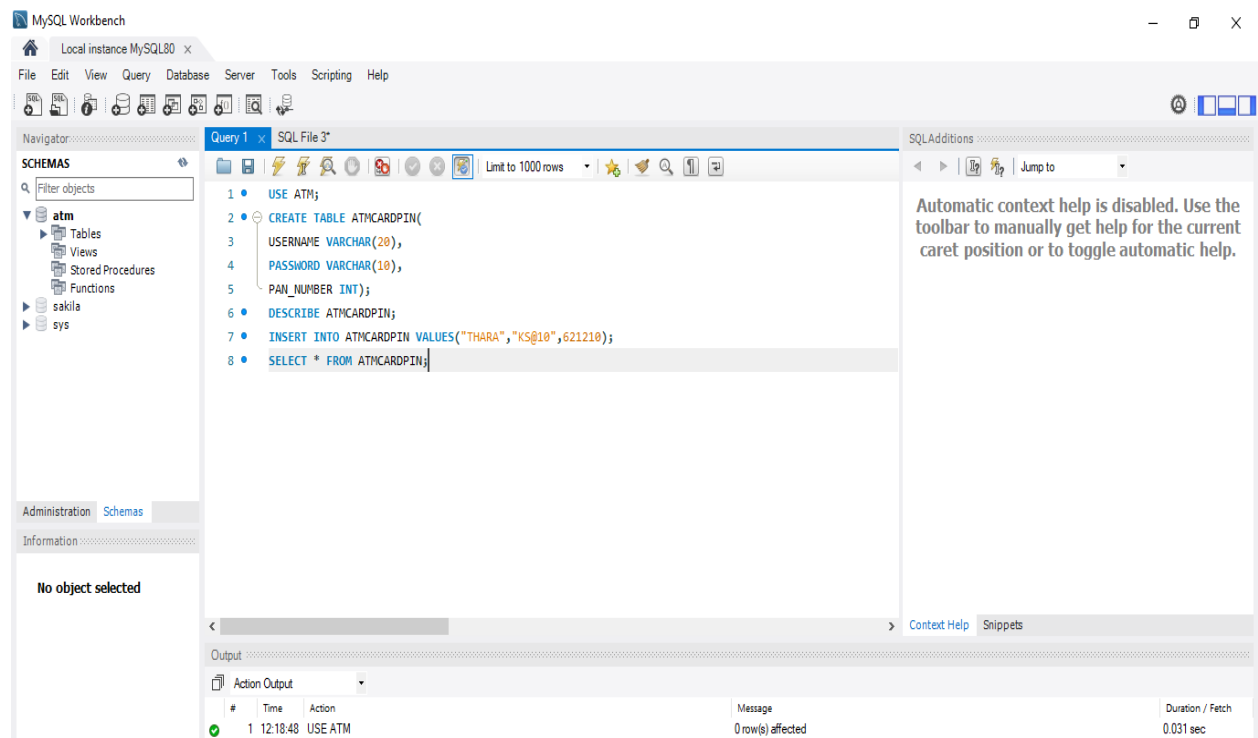 MySQL Workbench
Local instance MySQL80
File Edit View Query Database Server Tools Scripting Help
Navigator
SCHEMAS
Filter objects
atm
Tables
Views
Stored Procedures
Functions
sakila
sys
Administration Schemas
Information
No object selected
Query 1 SQL File 3*
Limit to 1000 rows
1 USE ATM;
2 CREATE TABLE ATMCARDPIN(
3 USERNAME VARCHAR(20),
4 PASSWORD VARCHAR(10),
5 PAN_NUMBER INT);
6 DESCRIBE ATMCARDPIN;
7 INSERT INTO ATMCARDPIN VALUES("THARA","KS@10",621210);
8 SELECT * FROM ATMCARDPIN;
SQLAdditions
Jump to
Automatic context help is disabled. Use the
toolbar to manually get help for the current
caret position or to toggle automatic help.
Context Help Snippets
Output
Action Output
# Time Action Message Duration / Fetch
1 12:18:48 USE ATM 0 row(s) affected 0.031 sec